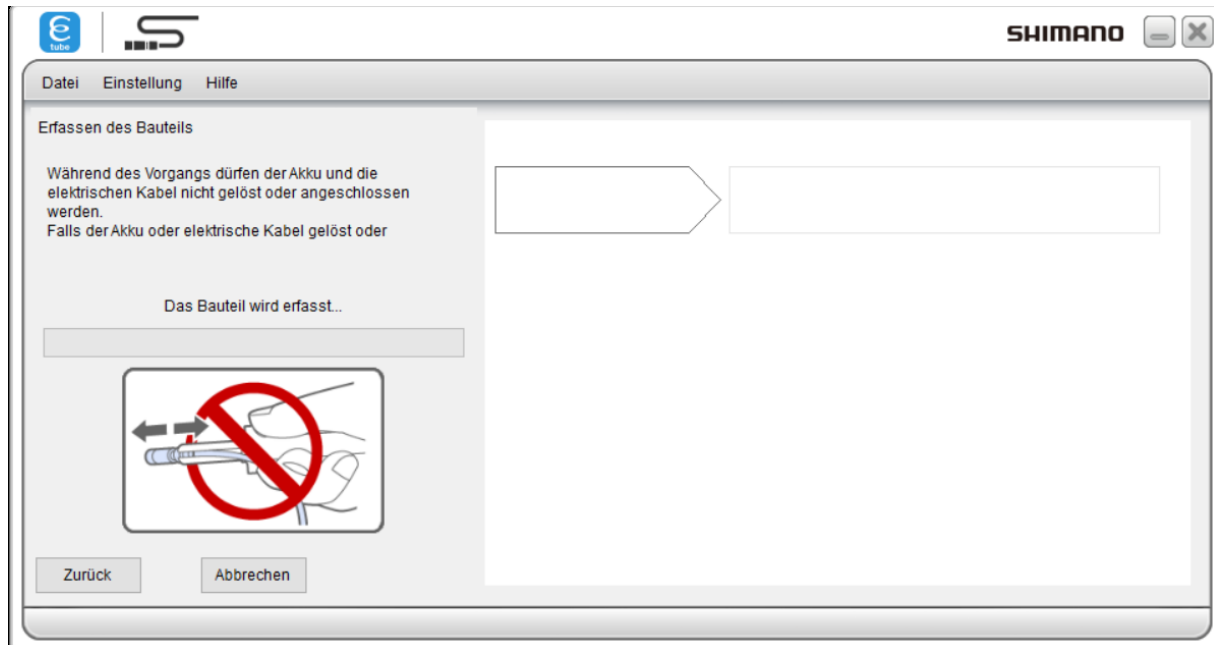 tube
SHIMANO
Datei Einstellung Hilfe
Erfassen des Bauteils
Während des Vorgangs dürfen der Akku und die
elektrischen Kabel nicht gelöst oder angeschlossen
werden.
Falls der Akku oder elektrische Kabel gelöst oder
Das Bauteil wird erfasst...
Zurück Abbrechen